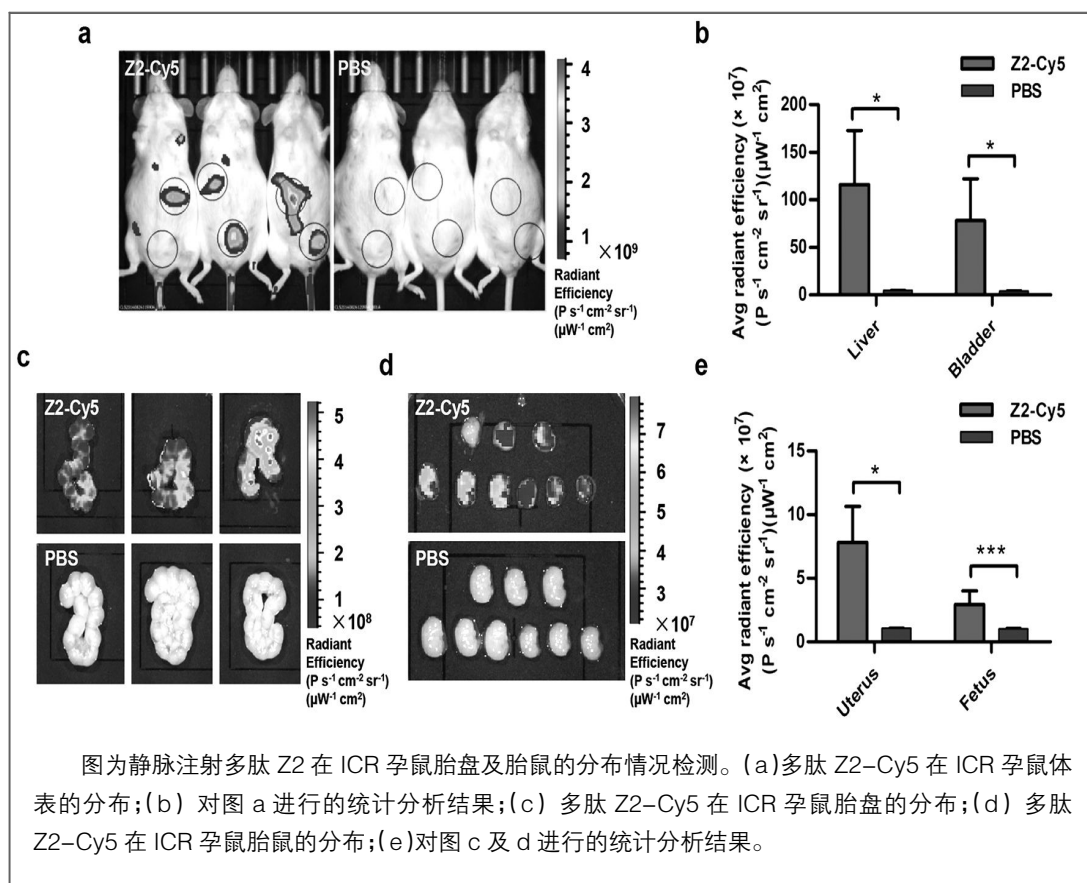 a
Z2-Cy5
PBS
4
3
2
1
×10⁹
Radiant
Efficiency
(P s⁻¹ cm⁻² sr⁻¹)
(μW⁻¹ cm²)
b
Z2-Cy5
PBS
Avg radiant efficiency (× 10⁷)
(P s⁻¹ cm⁻² sr⁻¹)(μW⁻¹ cm²)
200
150
100
50
0
*
*
Liver
Bladder
c
Z2-Cy5
PBS
5
4
3
2
1
×10⁸
Radiant
Efficiency
(P s⁻¹ cm⁻² sr⁻¹)
(μW⁻¹ cm²)
d
Z2-Cy5
PBS
7
6
5
4
3
×10⁷
Radiant
Efficiency
(P s⁻¹ cm⁻² sr⁻¹)
(μW⁻¹ cm²)
e
Z2-Cy5
PBS
Avg radiant efficiency (× 10⁷)
(P s⁻¹ cm⁻² sr⁻¹)(μW⁻¹ cm²)
15
10
5
0
*
***
Uterus
Fetus
图为静脉注射多肽 Z2 在 ICR 孕鼠胎盘及胎鼠的分布情况检测。(a)多肽 Z2-Cy5 在 ICR 孕鼠体
表的分布;(b) 对图 a 进行的统计分析结果;(c) 多肽 Z2-Cy5 在 ICR 孕鼠胎盘的分布;(d) 多肽
Z2-Cy5 在 ICR 孕鼠胎鼠的分布;(e)对图 c 及 d 进行的统计分析结果。